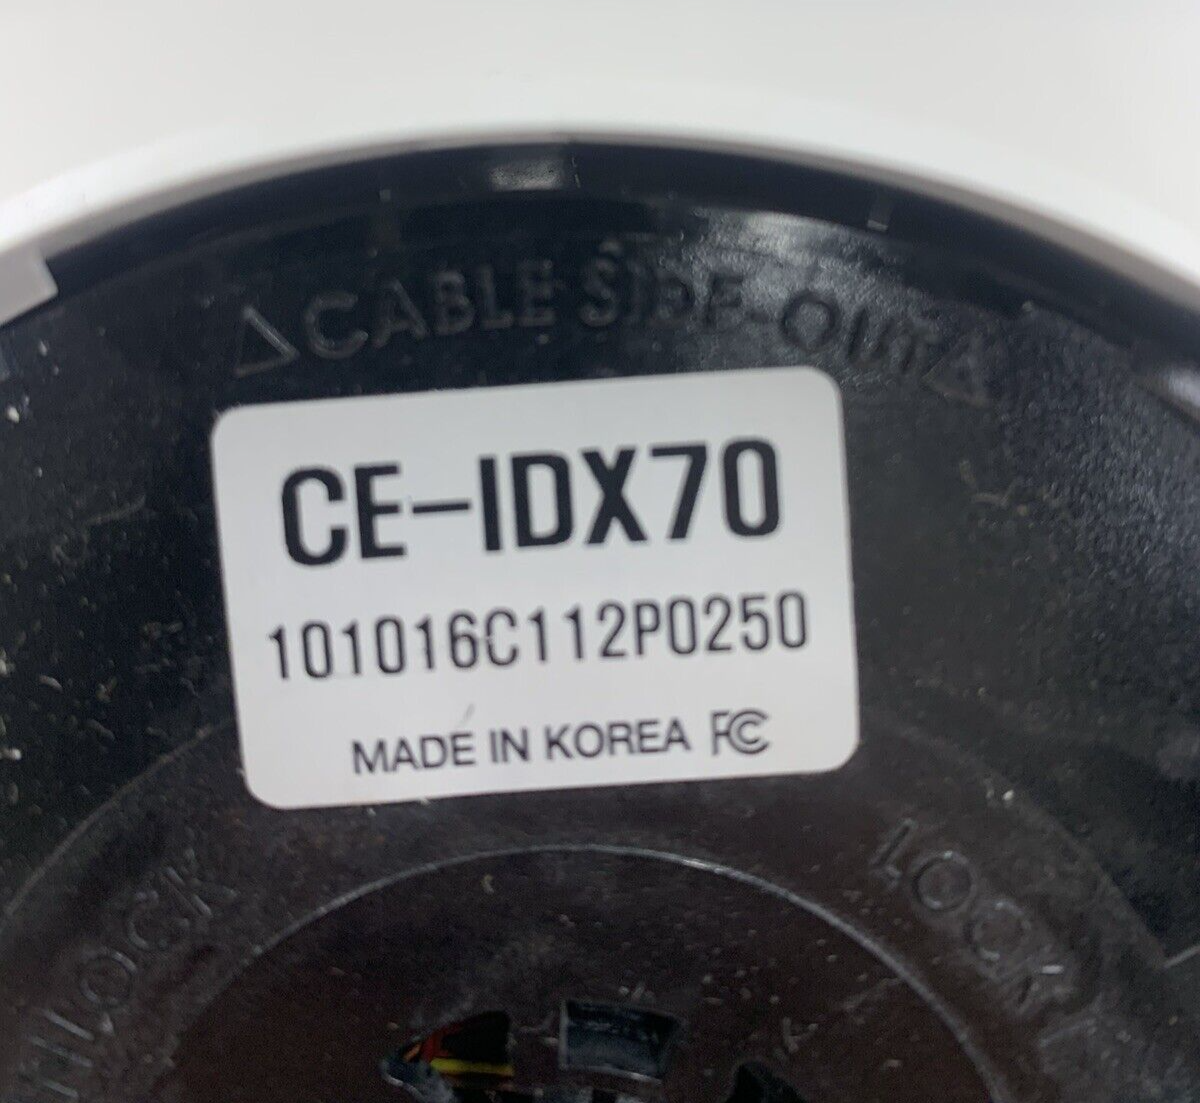 △ CABLE SIDE-OUT △
CE-IDX70
101016C112P0250
MADE IN KOREA FC
LOCK